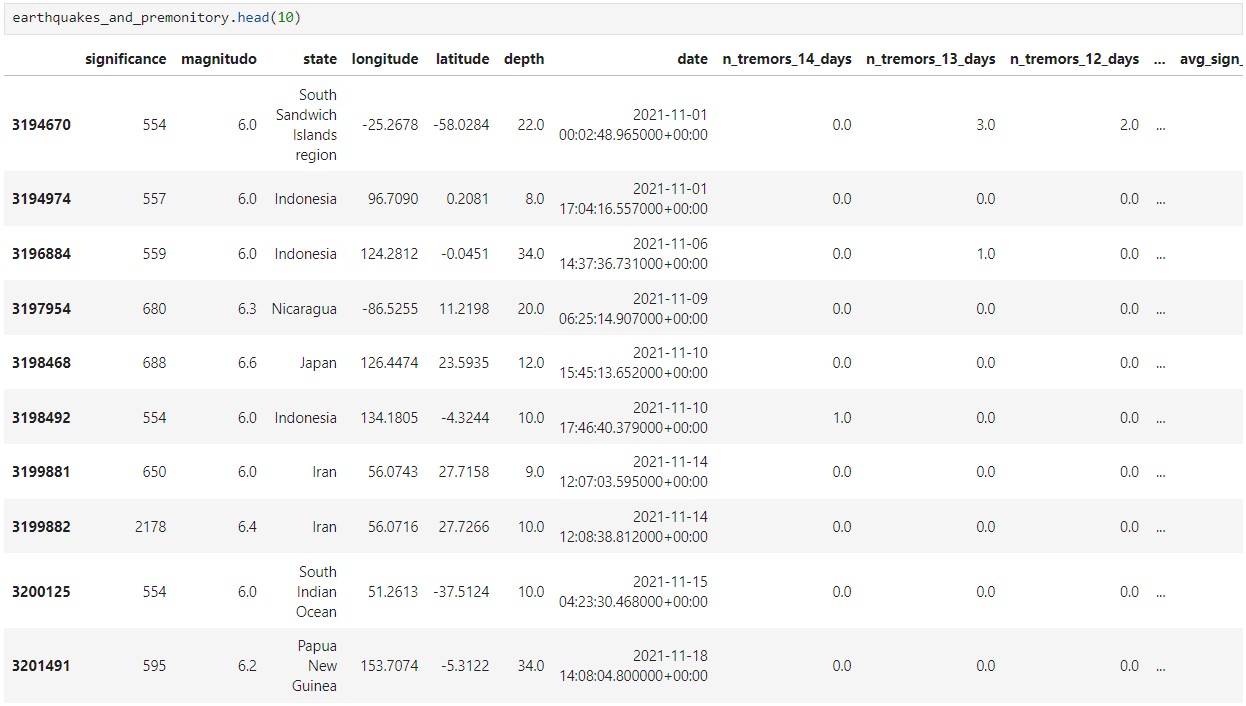 earthquakes_and_premonitory.head(10)
significance magnitudo state longitude latitude depth date n_tremors_14_days n_tremors_13_days n_tremors_12_days ... avg_sign_
3194670 554 6.0 South Sandwich Islands region -25.2678 -58.0284 22.0 2021-11-01 00:02:48.965000+00:00 0.0 3.0 2.0 ...
3194974 557 6.0 Indonesia 96.7090 0.2081 8.0 2021-11-01 17:04:16.557000+00:00 0.0 0.0 0.0 ...
3196884 559 6.0 Indonesia 124.2812 -0.0451 34.0 2021-11-06 14:37:36.731000+00:00 0.0 1.0 0.0 ...
3197954 680 6.3 Nicaragua -86.5255 11.2198 20.0 2021-11-09 06:25:14.907000+00:00 0.0 0.0 0.0 ...
3198468 688 6.6 Japan 126.4474 23.5935 12.0 2021-11-10 15:45:13.652000+00:00 0.0 0.0 0.0 ...
3198492 554 6.0 Indonesia 134.1805 -4.3244 10.0 2021-11-10 17:46:40.379000+00:00 1.0 0.0 0.0 ...
3199881 650 6.0 Iran 56.0743 27.7158 9.0 2021-11-14 12:07:03.595000+00:00 0.0 0.0 0.0 ...
3199882 2178 6.4 Iran 56.0716 27.7266 10.0 2021-11-14 12:08:38.812000+00:00 0.0 0.0 0.0 ...
3200125 554 6.0 South Indian Ocean 51.2613 -37.5124 10.0 2021-11-15 04:23:30.468000+00:00 0.0 0.0 0.0 ...
3201491 595 6.2 Papua New Guinea 153.7074 -5.3122 34.0 2021-11-18 14:08:04.800000+00:00 0.0 0.0 0.0 ...